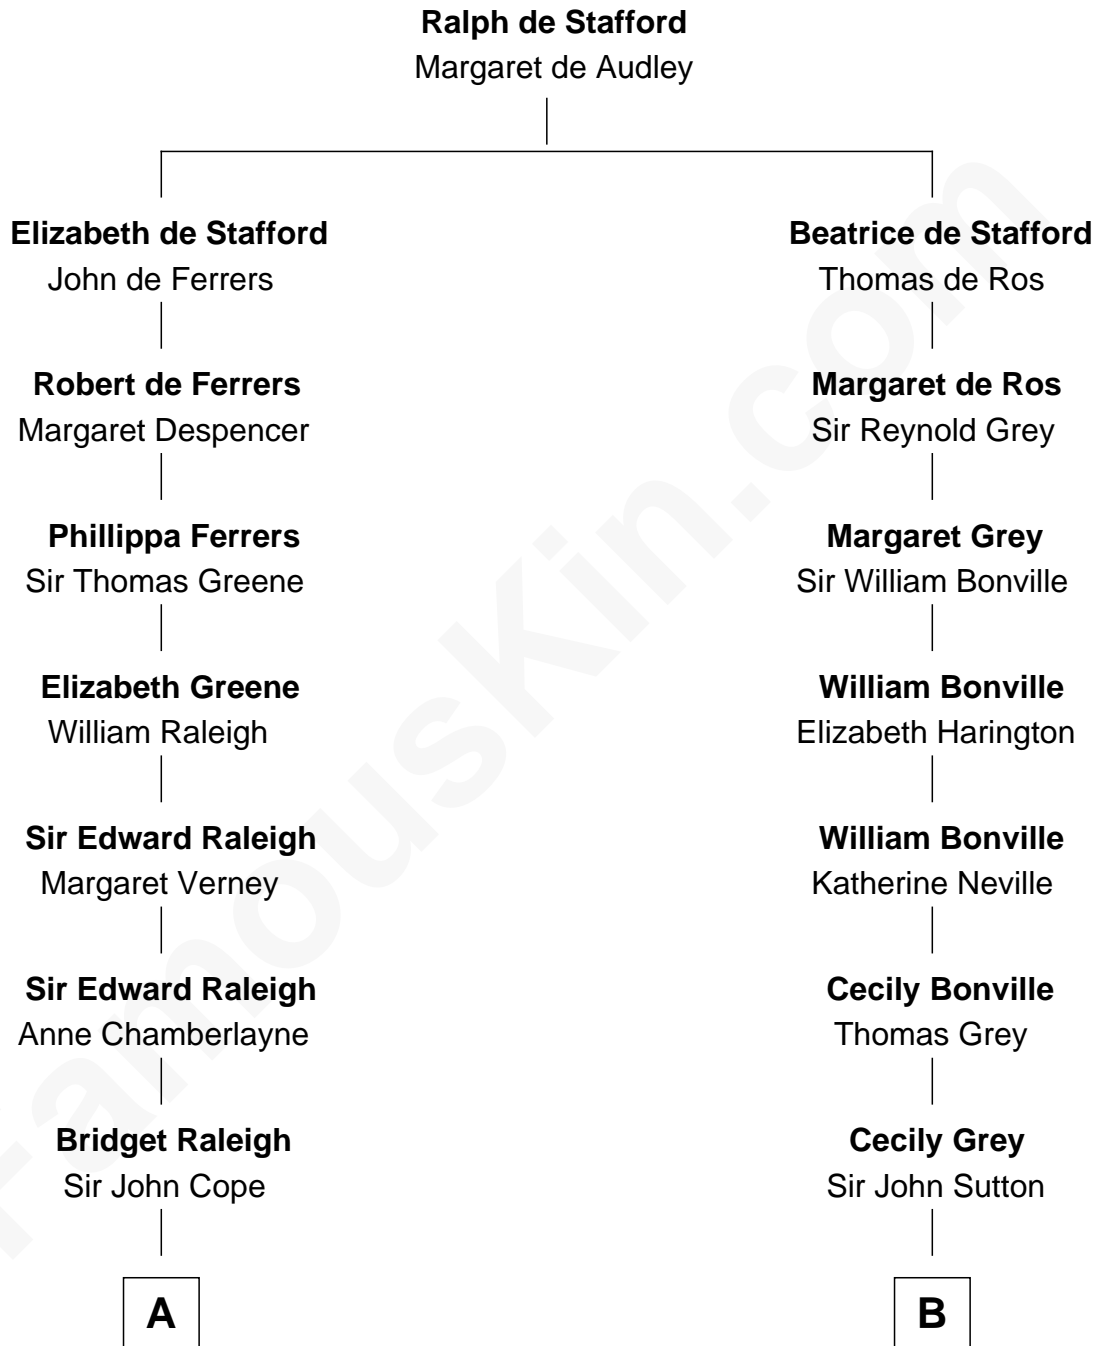 Ralph de Stafford
Margaret de Audley
Elizabeth de Stafford
John de Ferrers
Beatrice de Stafford
Thomas de Ros
Robert de Ferrers
Margaret Despencer
Margaret de Ros
Sir Reynold Grey
Phillippa Ferrers
Sir Thomas Greene
Margaret Grey
Sir William Bonville
Elizabeth Greene
William Raleigh
William Bonville
Elizabeth Harington
Sir Edward Raleigh
Margaret Verney
William Bonville
Katherine Neville
Sir Edward Raleigh
Anne Chamberlayne
Cecily Bonville
Thomas Grey
Bridget Raleigh
Sir John Cope
Cecily Grey
Sir John Sutton
A
B
FamousKin.com